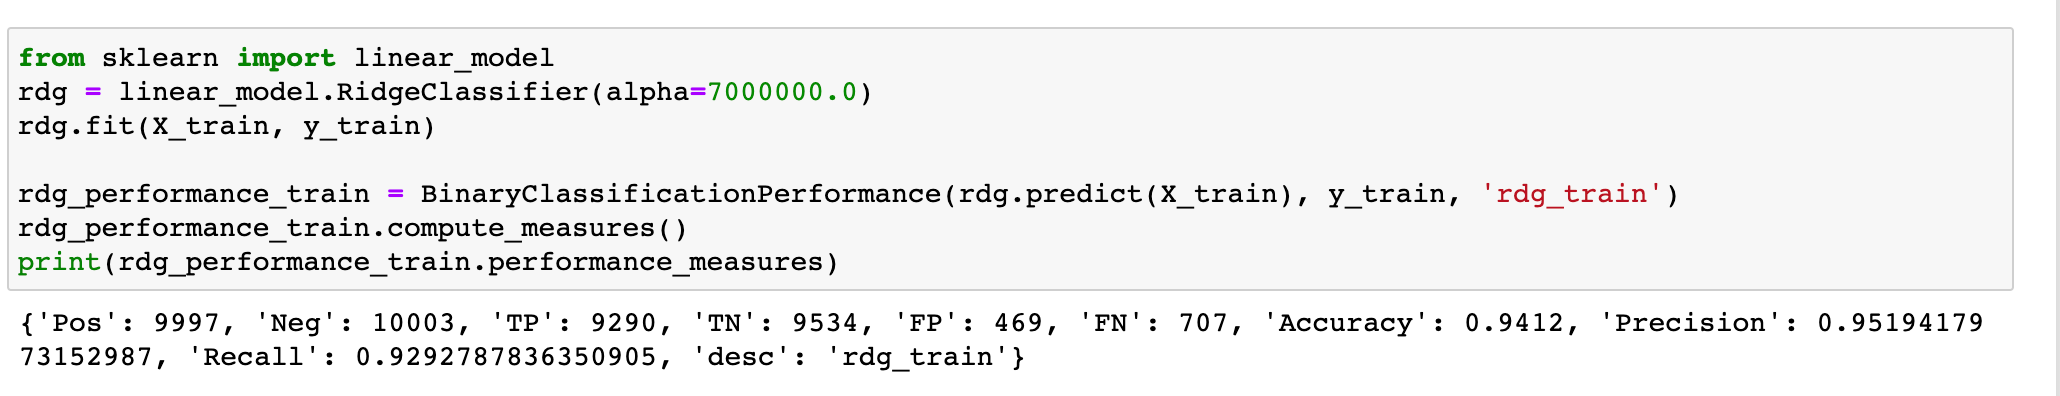 from sklearn import linear_model
rdg = linear_model.RidgeClassifier(alpha=7000000.0)
rdg.fit(X_train, y_train)
rdg_performance_train = BinaryClassificationPerformance(rdg.predict(X_train), y_train, 'rdg_train')
rdg_performance_train.compute_measures()
print(rdg_performance_train.performance_measures)
{'Pos': 9997, 'Neg': 10003, 'TP': 9290, 'TN': 9534, 'FP': 469, 'FN': 707, 'Accuracy': 0.9412, 'Precision': 0.95194179
73152987, 'Recall': 0.9292787836350905, 'desc': 'rdg_train'}